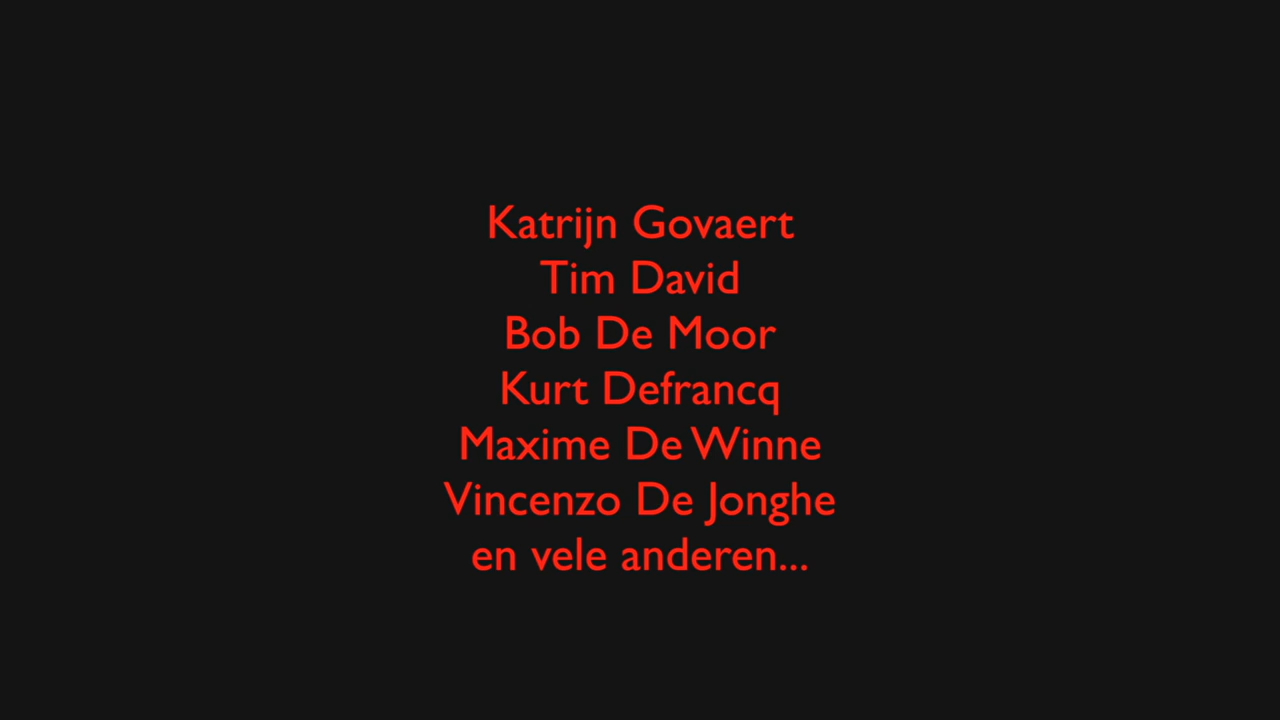 Katrijn Govaert
Tim David
Bob De Moor
Kurt Defrancq
Maxime De Winne
Vincenzo De Jonghe
en vele anderen...